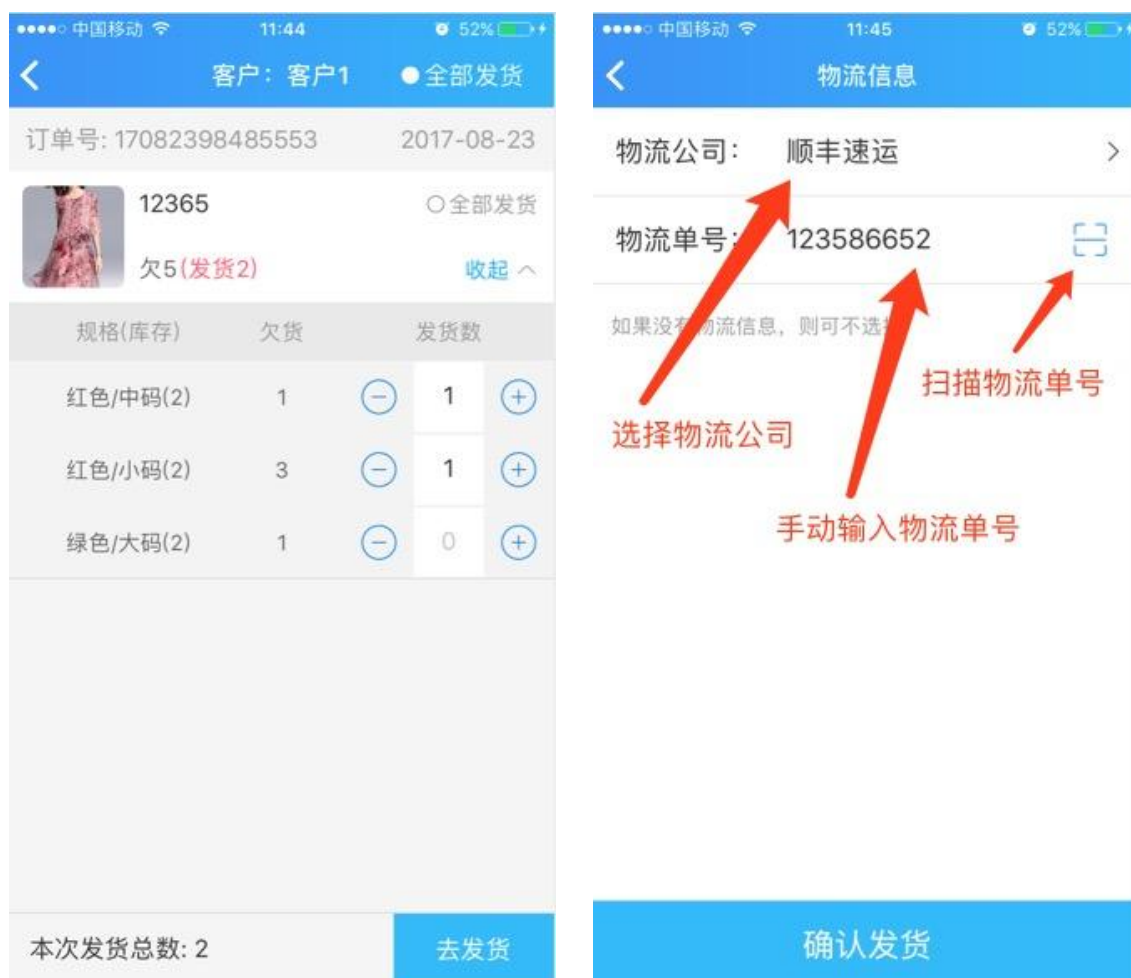 中国移动 11:44 52%
客户：客户1 全部发货
订单号: 17082398485553 2017-08-23
12365 全部发货
欠5(发货2) 收起
规格(库存) 欠货 发货数
红色/中码(2) 1 1
红色/小码(2) 3 1
绿色/大码(2) 1 0
本次发货总数: 2 去发货
中国移动 11:45 52%
物流信息
物流公司： 顺丰速运
物流单号： 123586652
如果没有物流信息，则可不选择
扫描物流单号
选择物流公司
手动输入物流单号
确认发货